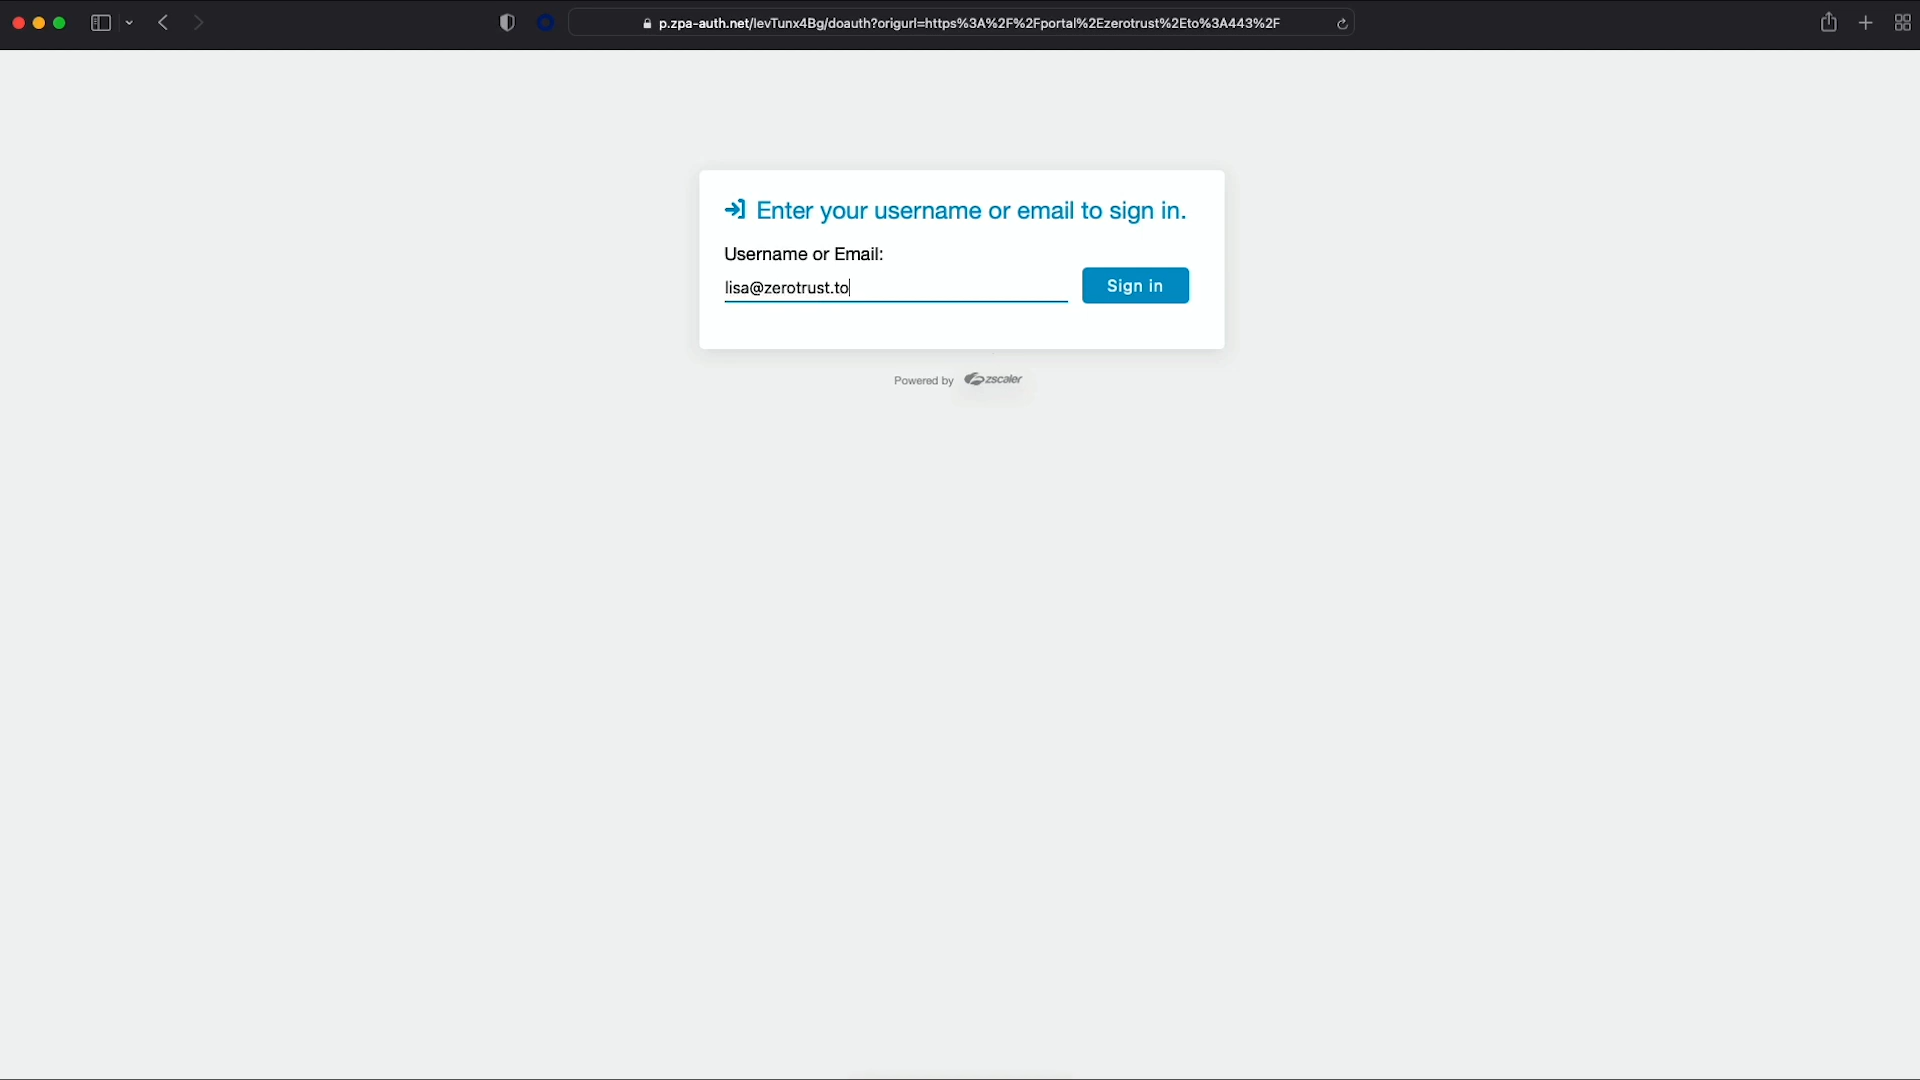 p.zpa-auth.net/levTunx4Bg/doauth?origurl=https%3A%2F%2Fportal%2Ezerotrust%2Eto%3A443%2F
Enter your username or email to sign in.
Username or Email:
lisa@zerotrust.to
Sign in
Powered by zscaler